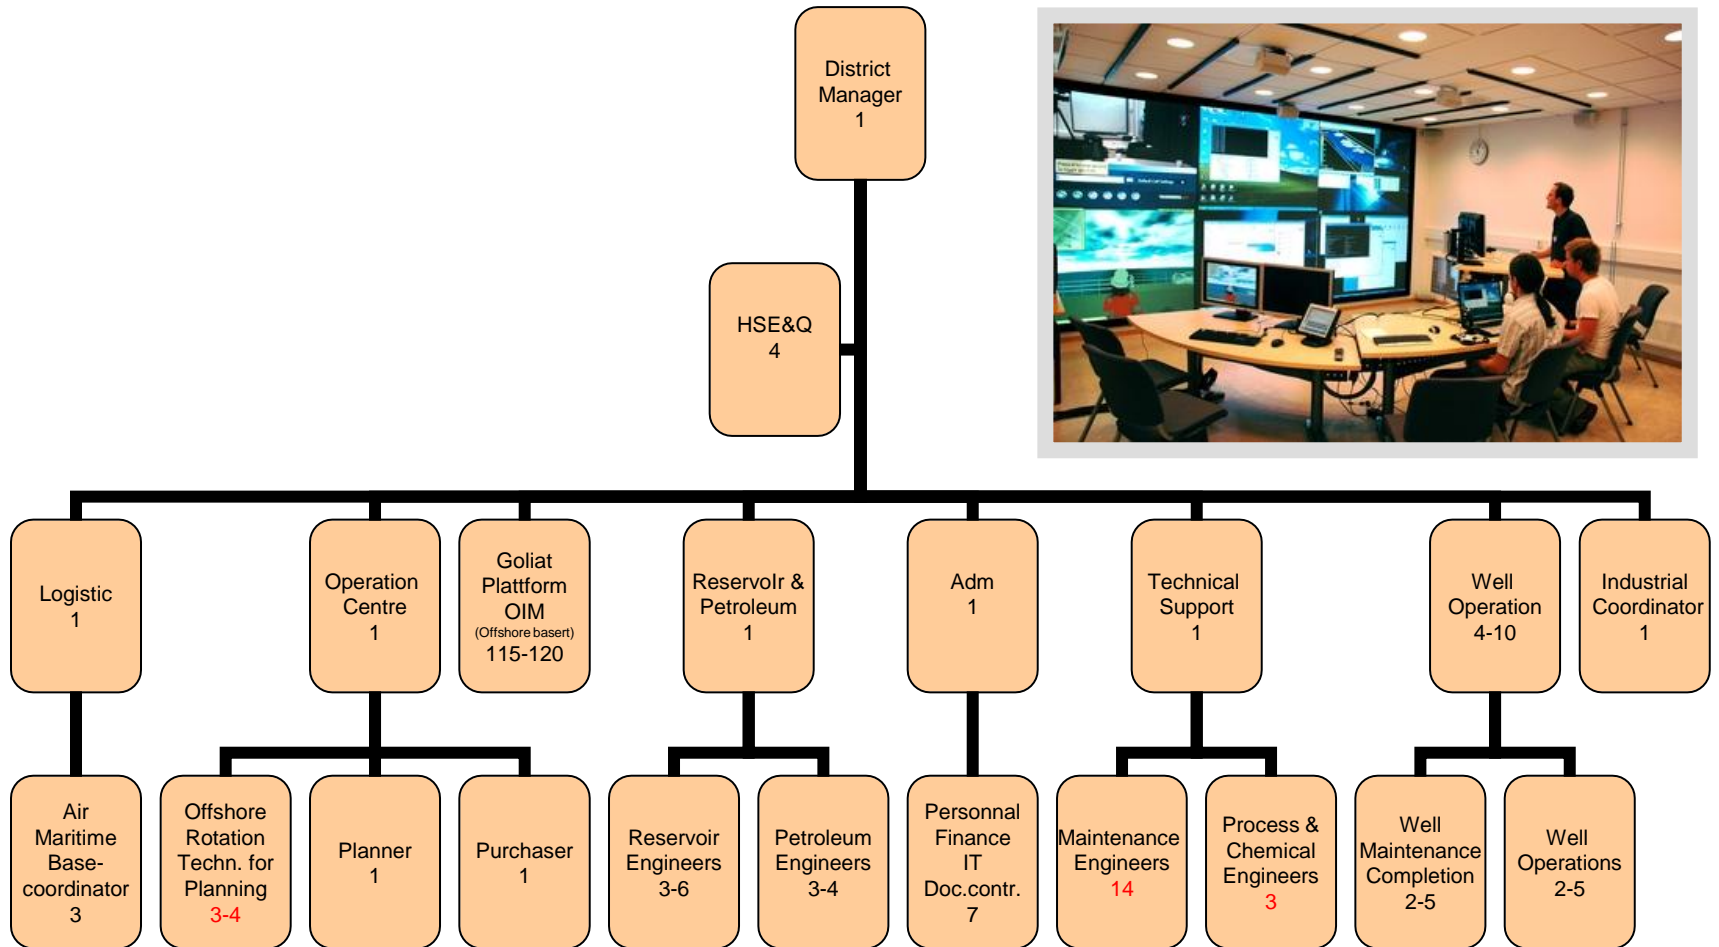 District
Manager
1
HSE&Q
4
Logistic
1
Operation
Centre
1
Goliat
Plattform
OIM
(Offshore basert)
115-120
ReservoIr &
Petroleum
1
Adm
1
Technical
Support
1
Well
Operation
4-10
Industrial
Coordinator
1
Air
Maritime
Base-
coordinator
3
Offshore
Rotation
Techn. for
Planning
3-4
Planner
1
Purchaser
1
Reservoir
Engineers
3-6
Petroleum
Engineers
3-4
Personnal
Finance
IT
Doc.contr.
7
Maintenance
Engineers
14
Process &
Chemical
Engineers
3
Well
Maintenance
Completion
2-5
Well
Operations
2-5